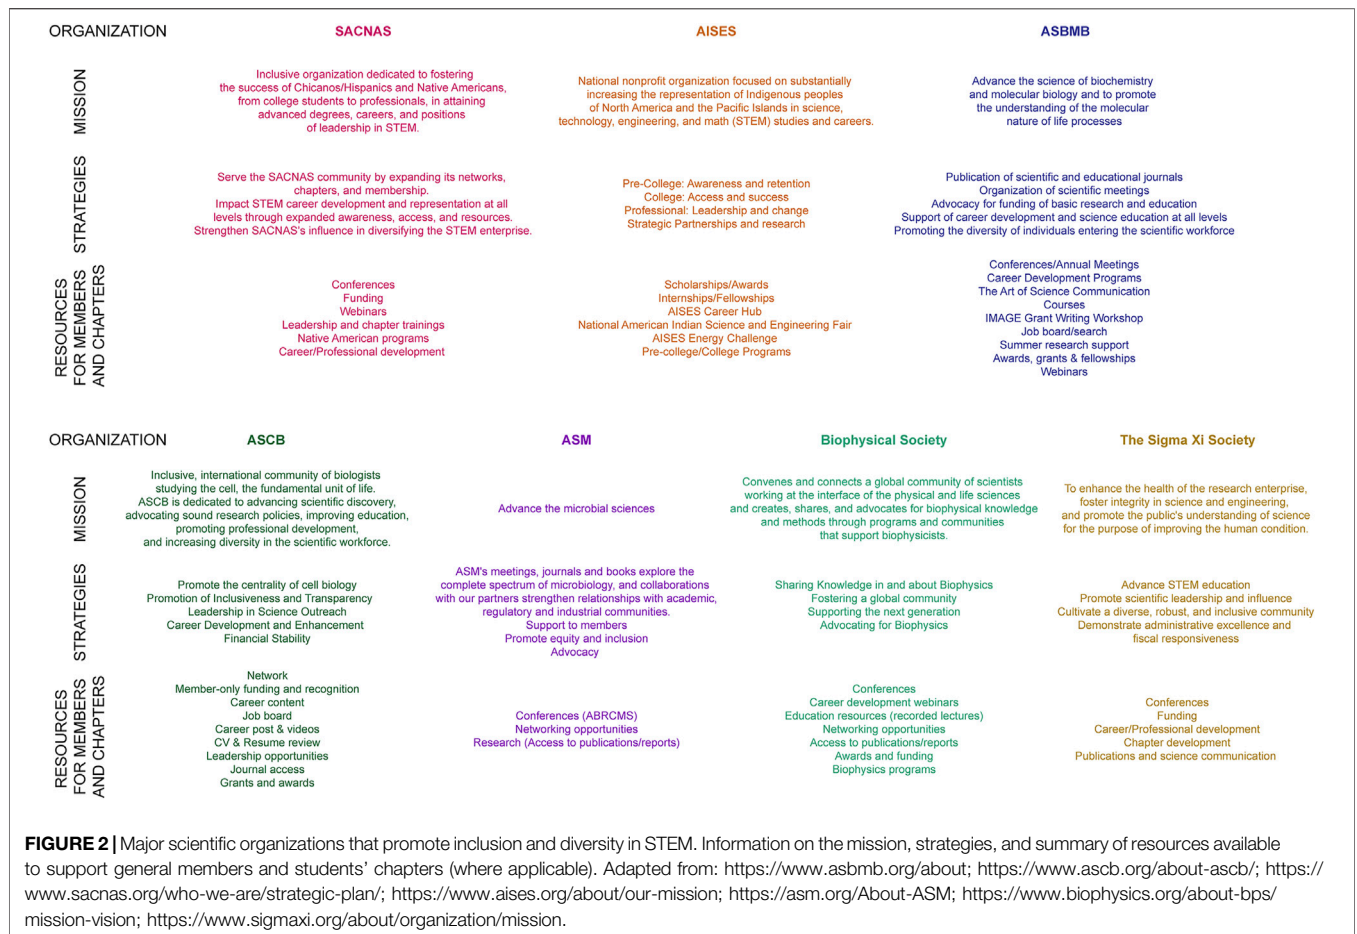 ORGANIZATION
SACNAS
AISES
ASBMB
MISSION
Inclusive organization dedicated to fostering
the success of Chicanos/Hispanics and Native Americans,
from college students to professionals, in attaining
advanced degrees, careers, and positions
of leadership in STEM.
National nonprofit organization focused on substantially
increasing the representation of Indigenous peoples
of North America and the Pacific Islands in science,
technology, engineering, and math (STEM) studies and careers.
Advance the science of biochemistry
and molecular biology and to promote
the understanding of the molecular
nature of life processes
STRATEGIES
Serve the SACNAS community by expanding its networks,
chapters, and membership.
Impact STEM career development and representation at all
levels through expanded awareness, access, and resources.
Strengthen SACNAS's influence in diversifying the STEM enterprise.
Pre-College: Awareness and retention
College: Access and success
Professional: Leadership and change
Strategic Partnerships and research
Publication of scientific and educational journals
Organization of scientific meetings
Advocacy for funding of basic research and education
Support of career development and science education at all levels
Promoting the diversity of individuals entering the scientific workforce
RESOURCES
FOR MEMBERS
AND CHAPTERS
Conferences
Funding
Webinars
Leadership and chapter trainings
Native American programs
Career/Professional development
Scholarships/Awards
Internships/Fellowships
AISES Career Hub
National American Indian Science and Engineering Fair
AISES Energy Challenge
Pre-college/College Programs
Conferences/Annual Meetings
Career Development Programs
The Art of Science Communication
Courses
IMAGE Grant Writing Workshop
Job board/search
Summer research support
Awards, grants & fellowships
Webinars
ORGANIZATION
ASCB
ASM
Biophysical Society
The Sigma Xi Society
MISSION
Inclusive, international community of biologists
studying the cell, the fundamental unit of life.
ASCB is dedicated to advancing scientific discovery,
advocating sound research policies, improving education,
promoting professional development,
and increasing diversity in the scientific workforce.
Advance the microbial sciences
Convenes and connects a global community of scientists
working at the interface of the physical and life sciences
and creates, shares, and advocates for biophysical knowledge
and methods through programs and communities
that support biophysicists.
To enhance the health of the research enterprise,
foster integrity in science and engineering,
and promote the public's understanding of science
for the purpose of improving the human condition.
STRATEGIES
Promote the centrality of cell biology
Promotion of Inclusiveness and Transparency
Leadership in Science Outreach
Career Development and Enhancement
Financial Stability
ASM's meetings, journals and books explore the
complete spectrum of microbiology, and collaborations
with our partners strengthen relationships with academic,
regulatory and industrial communities.
Support to members
Promote equity and inclusion
Advocacy
Sharing Knowledge in and about Biophysics
Fostering a global community
Supporting the next generation
Advocating for Biophysics
Advance STEM education
Promote scientific leadership and influence
Cultivate a diverse, robust, and inclusive community
Demonstrate administrative excellence and
fiscal responsiveness
RESOURCES
FOR MEMBERS
AND CHAPTERS
Network
Member-only funding and recognition
Career content
Job board
Career post & videos
CV & Resume review
Leadership opportunities
Journal access
Grants and awards
Conferences (ABRCMS)
Networking opportunities
Research (Access to publications/reports)
Conferences
Career development webinars
Education resources (recorded lectures)
Networking opportunities
Access to publications/reports
Awards and funding
Biophysics programs
Conferences
Funding
Career/Professional development
Chapter development
Publications and science communication
FIGURE 2 | Major scientific organizations that promote inclusion and diversity in STEM. Information on the mission, strategies, and summary of resources available
to support general members and students' chapters (where applicable). Adapted from: https://www.asbmb.org/about; https://www.ascb.org/about-ascb/; https://
www.sacnas.org/who-we-are/strategic-plan/; https://www.aises.org/about/our-mission; https://asm.org/About-ASM; https://www.biophysics.org/about-bps/
mission-vision; https://www.sigmaxi.org/about/organization/mission.